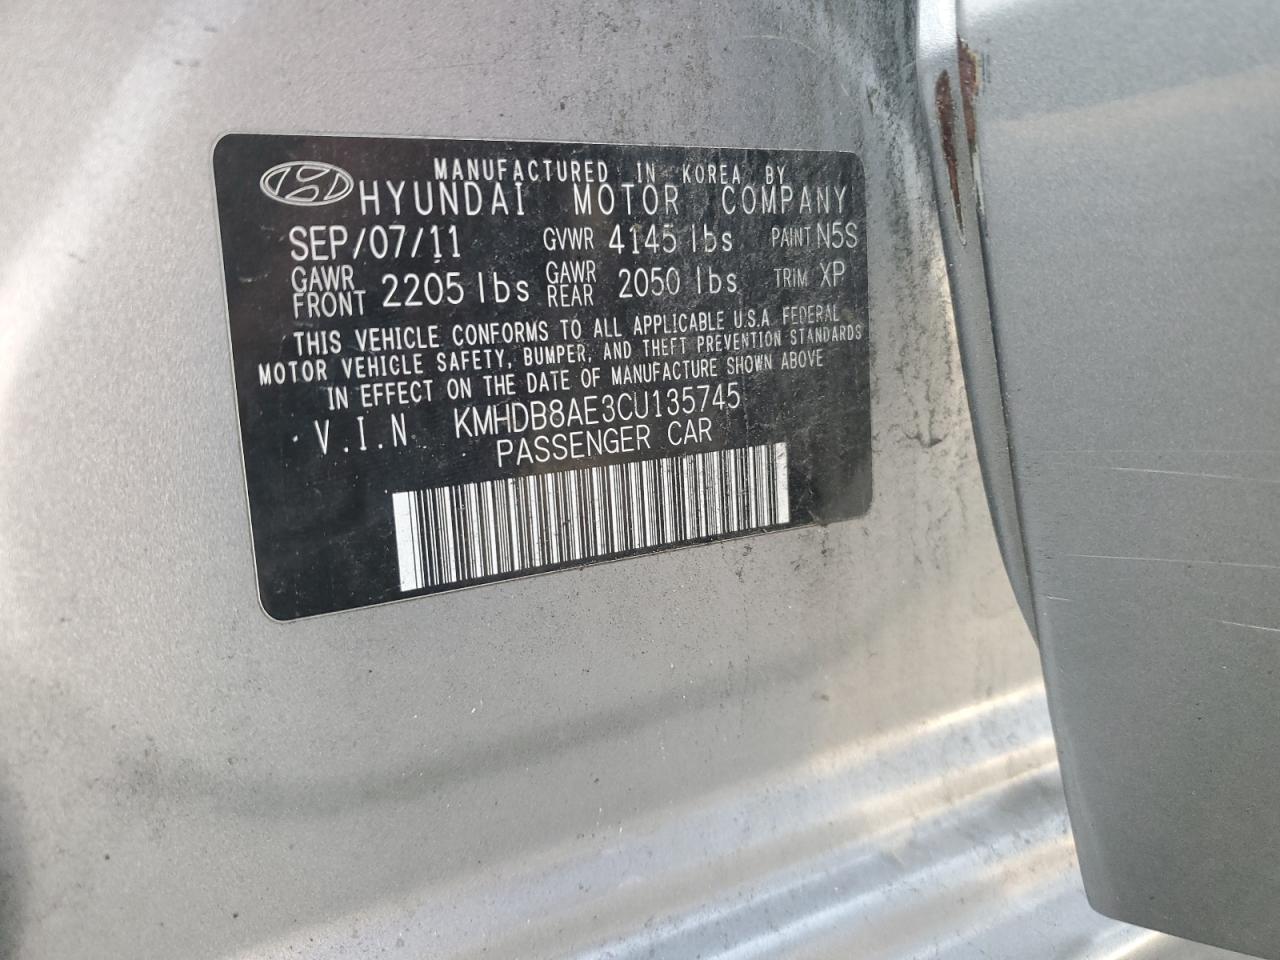 MANUFACTURED IN KOREA BY
HYUNDAI MOTOR COMPANY
SEP/07/11 GVWR 4145 lbs PAINT N5S
GAWR FRONT 2205 lbs GAWR REAR 2050 lbs TRIM XP
THIS VEHICLE CONFORMS TO ALL APPLICABLE U.S.A. FEDERAL
MOTOR VEHICLE SAFETY, BUMPER, AND THEFT PREVENTION STANDARDS
IN EFFECT ON THE DATE OF MANUFACTURE SHOWN ABOVE
V.I.N KMHDB8AE3CU135745
PASSENGER CAR